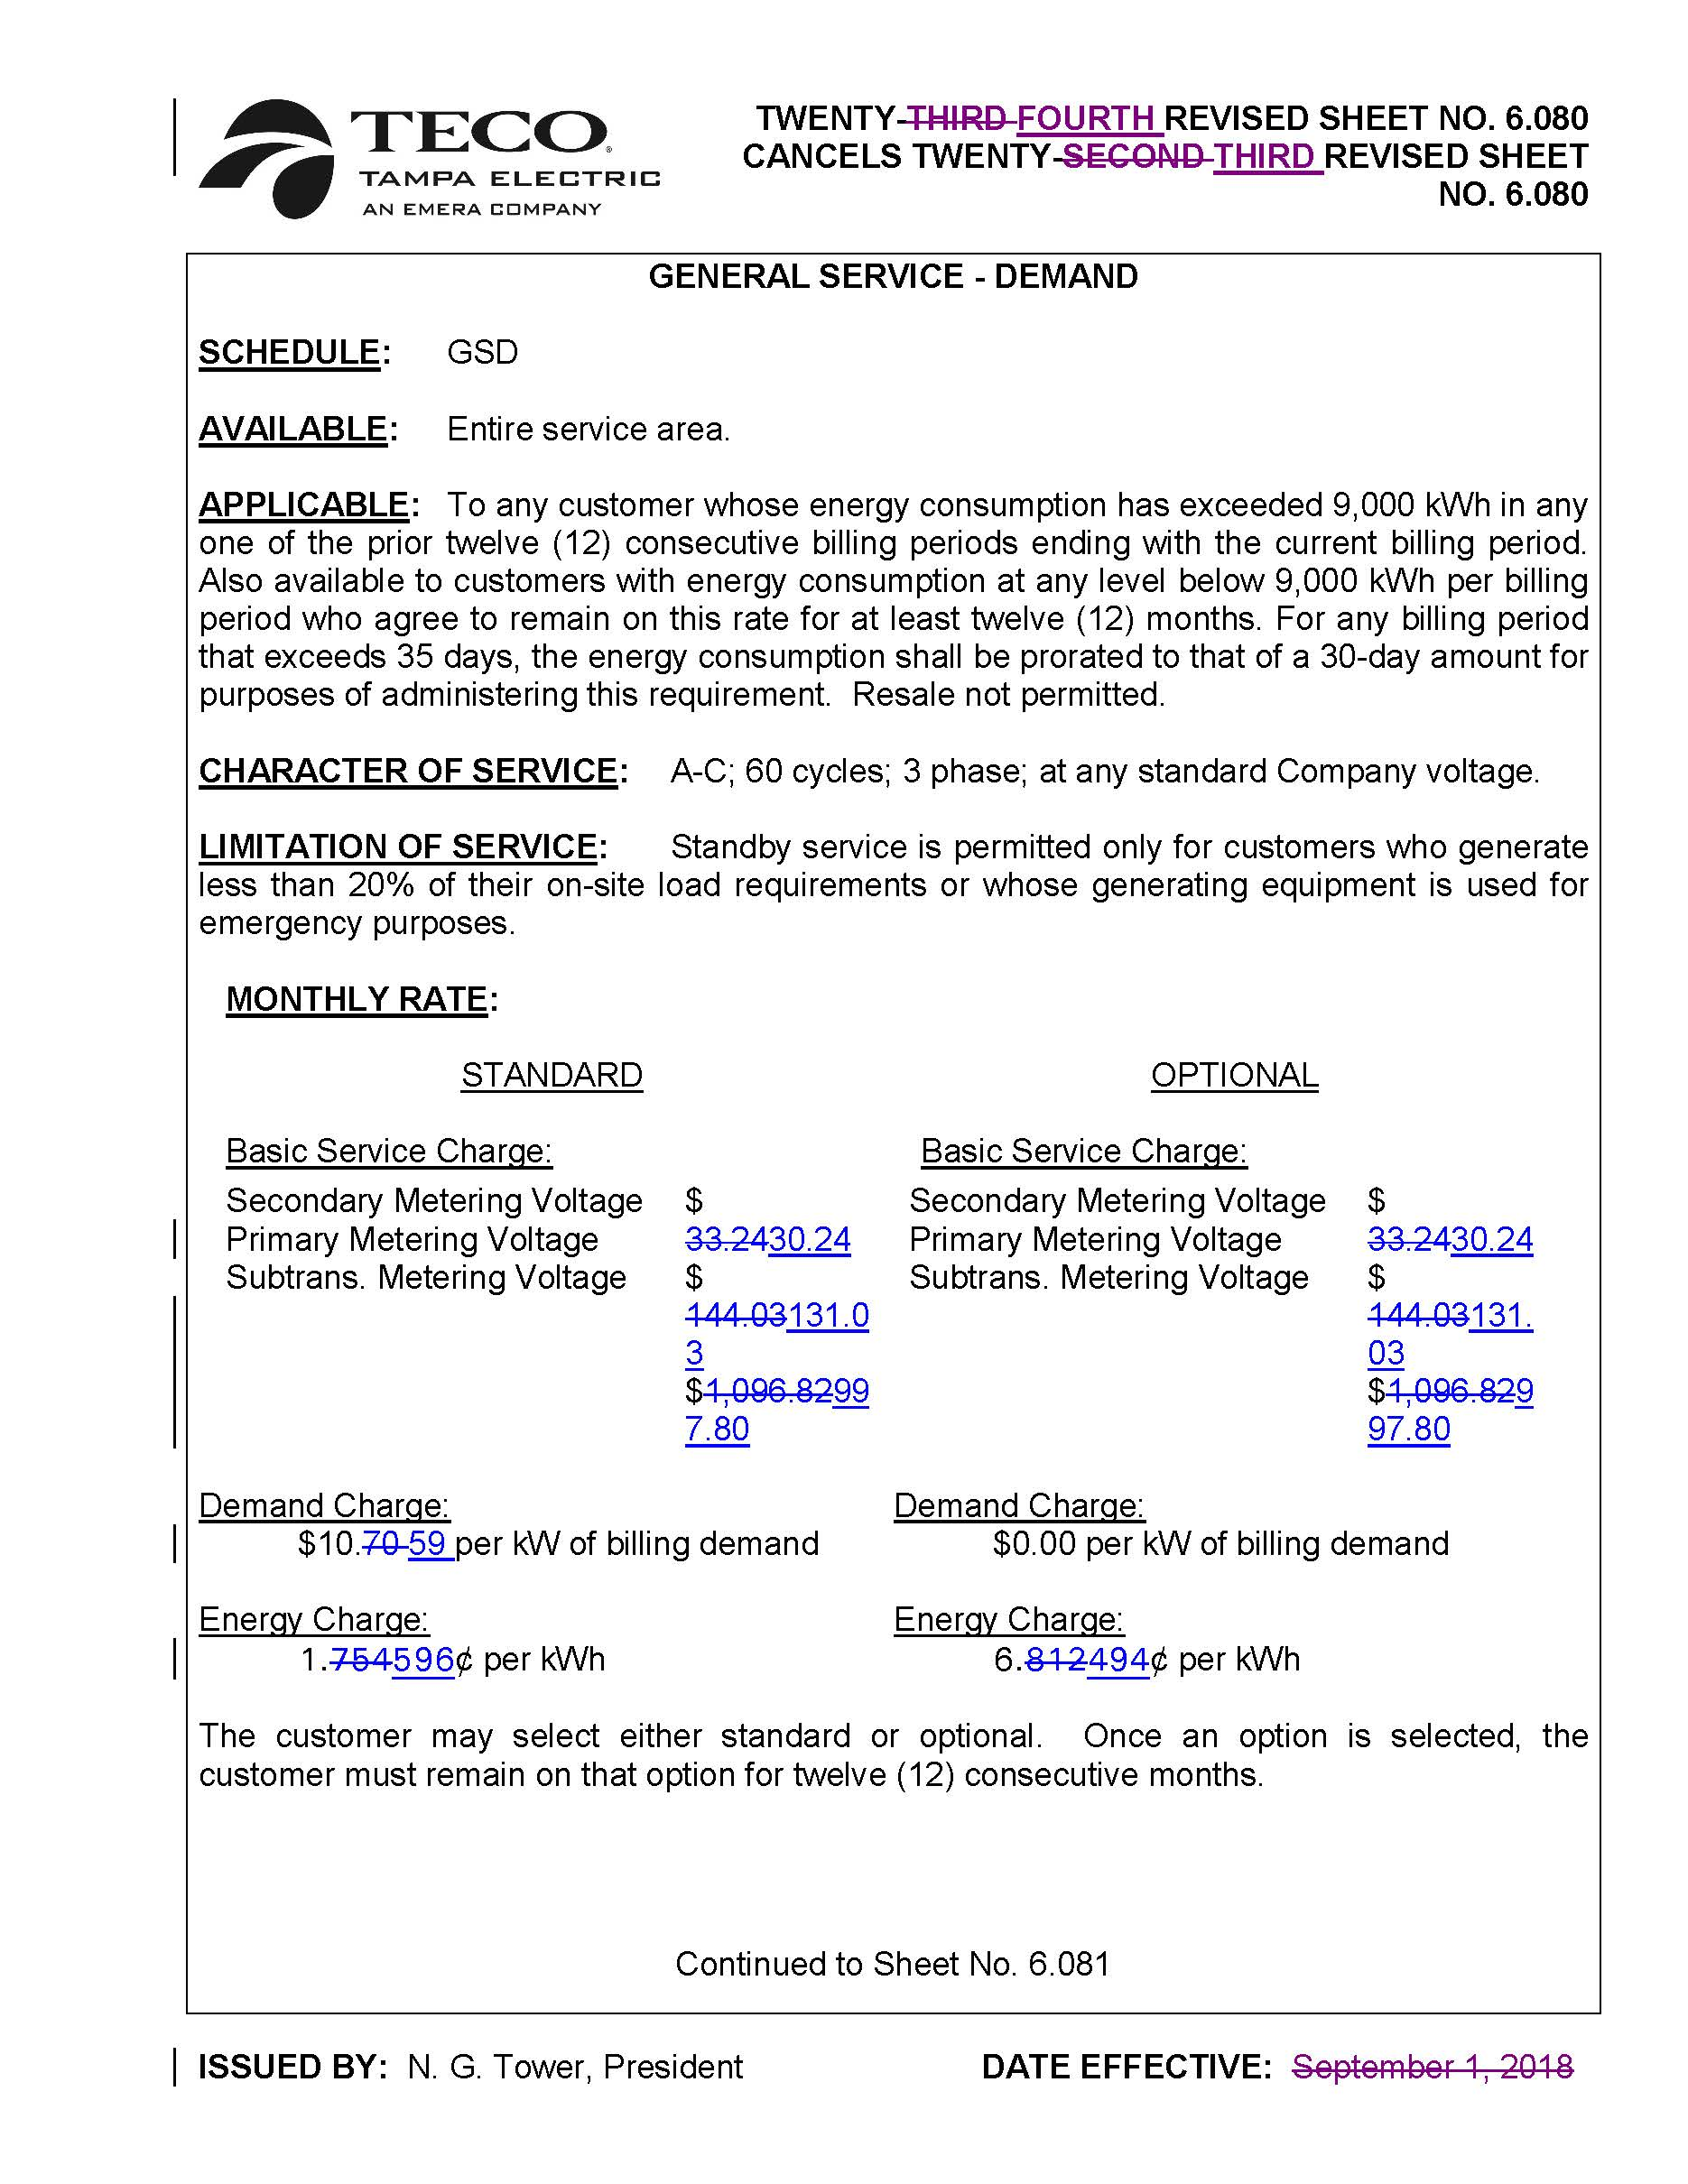 TECO®
TAMPA ELECTRIC
AN EMERA COMPANY
TWENTY-THIRD FOURTH REVISED SHEET NO. 6.080
CANCELS TWENTY-SECOND THIRD REVISED SHEET
NO. 6.080
GENERAL SERVICE - DEMAND
SCHEDULE: GSD
AVAILABLE: Entire service area.
APPLICABLE: To any customer whose energy consumption has exceeded 9,000 kWh in any
one of the prior twelve (12) consecutive billing periods ending with the current billing period.
Also available to customers with energy consumption at any level below 9,000 kWh per billing
period who agree to remain on this rate for at least twelve (12) months. For any billing period
that exceeds 35 days, the energy consumption shall be prorated to that of a 30-day amount for
purposes of administering this requirement. Resale not permitted.
CHARACTER OF SERVICE: A-C; 60 cycles; 3 phase; at any standard Company voltage.
LIMITATION OF SERVICE: Standby service is permitted only for customers who generate
less than 20% of their on-site load requirements or whose generating equipment is used for
emergency purposes.
MONTHLY RATE:
STANDARD OPTIONAL
Basic Service Charge: Basic Service Charge:
Secondary Metering Voltage $ Secondary Metering Voltage $
Primary Metering Voltage 33.2430.24 Primary Metering Voltage 33.2430.24
Subtrans. Metering Voltage $ Subtrans. Metering Voltage $
144.03131.0 144.03131.
3 03
$1,096.8299 $1,096.829
7.80 97.80
Demand Charge: Demand Charge:
$10.70 59 per kW of billing demand $0.00 per kW of billing demand
Energy Charge: Energy Charge:
1.754596¢ per kWh 6.812494¢ per kWh
The customer may select either standard or optional. Once an option is selected, the
customer must remain on that option for twelve (12) consecutive months.
Continued to Sheet No. 6.081
ISSUED BY: N. G. Tower, President DATE EFFECTIVE: September 1, 2018